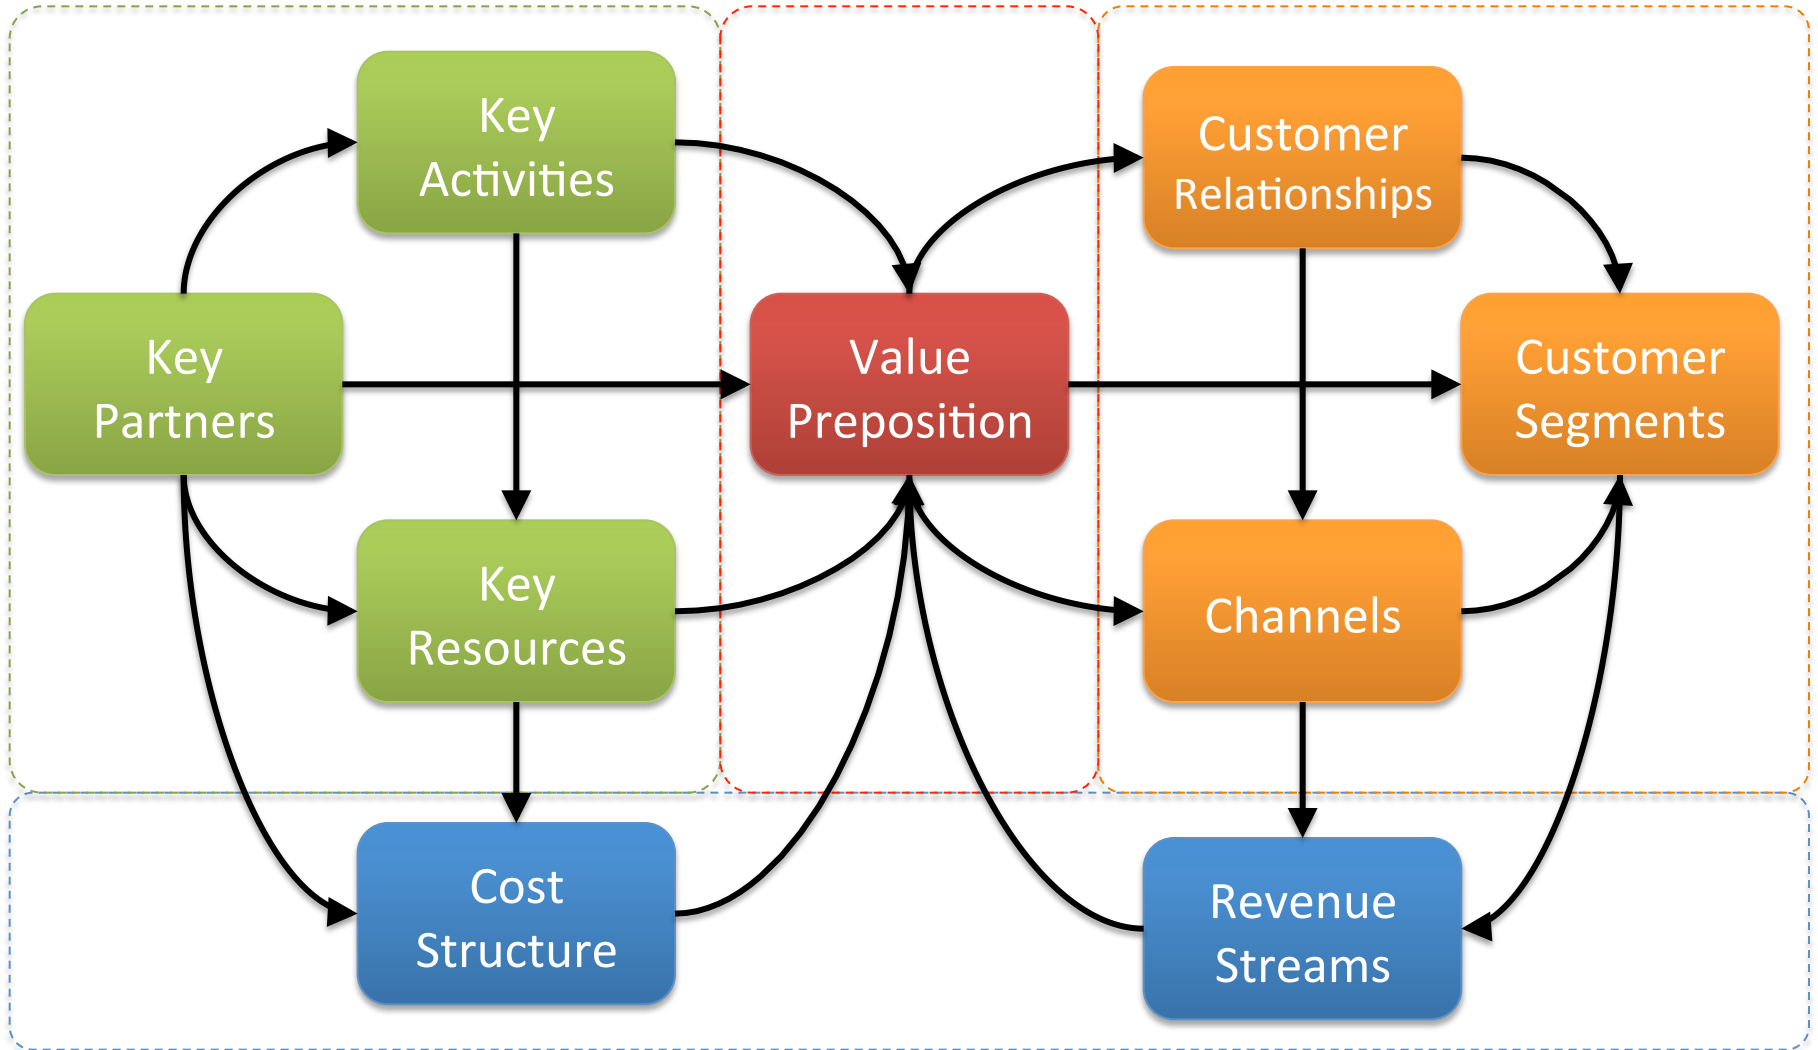 Key
Activities
Customer
Relationships
Key
Partners
Value
Preposition
Customer
Segments
Key
Resources
Channels
Cost
Structure
Revenue
Streams